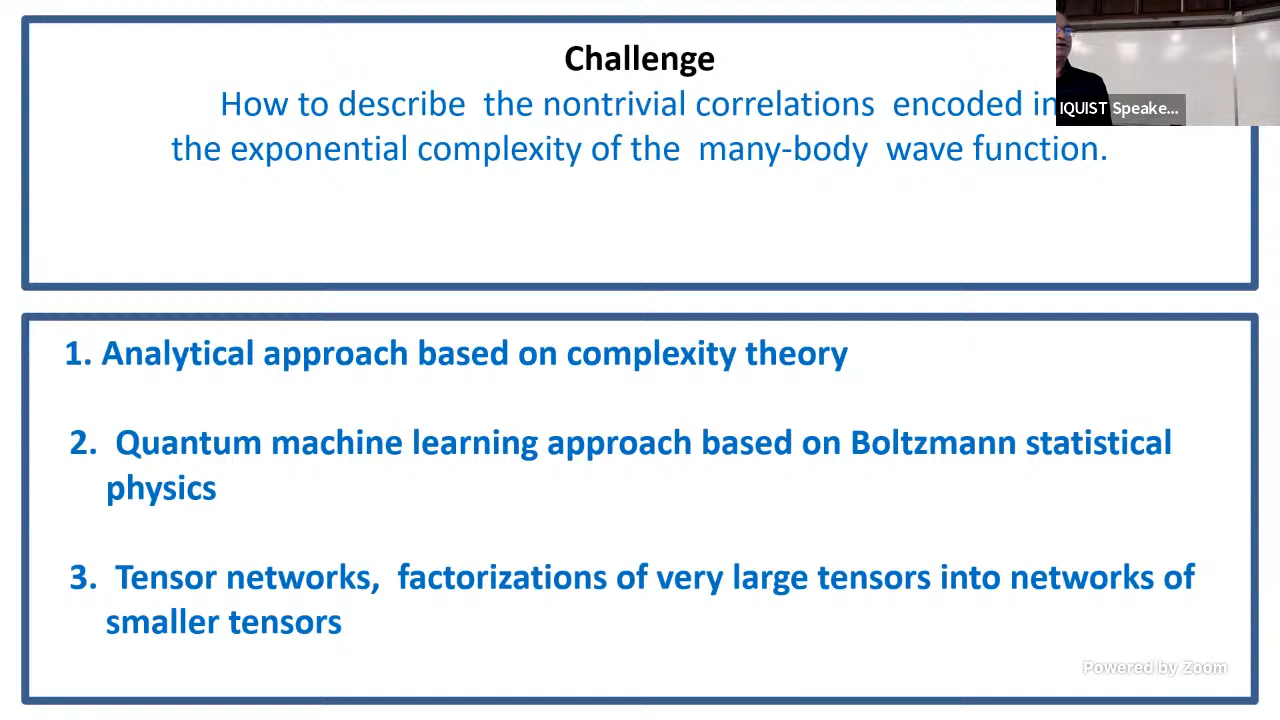 Challenge
How to describe the nontrivial correlations encoded in
the exponential complexity of the many-body wave function.
IQUIST Speake...
1. Analytical approach based on complexity theory
2. Quantum machine learning approach based on Boltzmann statistical
physics
3. Tensor networks, factorizations of very large tensors into networks of
smaller tensors
Powered by Zoom